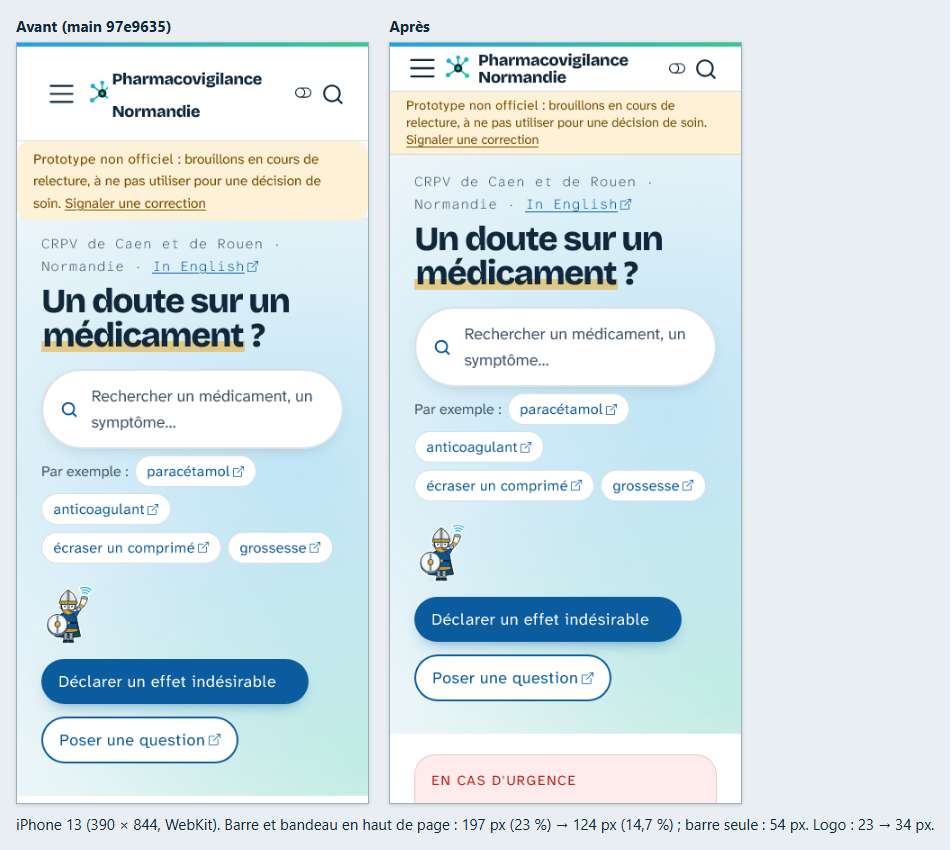 Avant (main 97e9635)
Pharmacovigilance
Normandie
Prototype non officiel : brouillons en cours de
relecture, à ne pas utiliser pour une décision de
soin. Signaler une correction
CRPV de Caen et de Rouen ·
Normandie · In English
Un doute sur un
médicament ?
Rechercher un médicament, un
symptôme…
Par exemple : paracétamol
anticoagulant
écraser un comprimé grossesse
Déclarer un effet indésirable
Poser une question
Après
Pharmacovigilance
Normandie
Prototype non officiel : brouillons en cours de
relecture, à ne pas utiliser pour une décision de soin.
Signaler une correction
CRPV de Caen et de Rouen ·
Normandie · In English
Un doute sur un
médicament ?
Rechercher un médicament, un
symptôme…
Par exemple : paracétamol
anticoagulant
écraser un comprimé grossesse
Déclarer un effet indésirable
Poser une question
EN CAS D'URGENCE
iPhone 13 (390 × 844, WebKit). Barre et bandeau en haut de page : 197 px (23 %) → 124 px (14,7 %) ; barre seule : 54 px. Logo : 23 → 34 px.